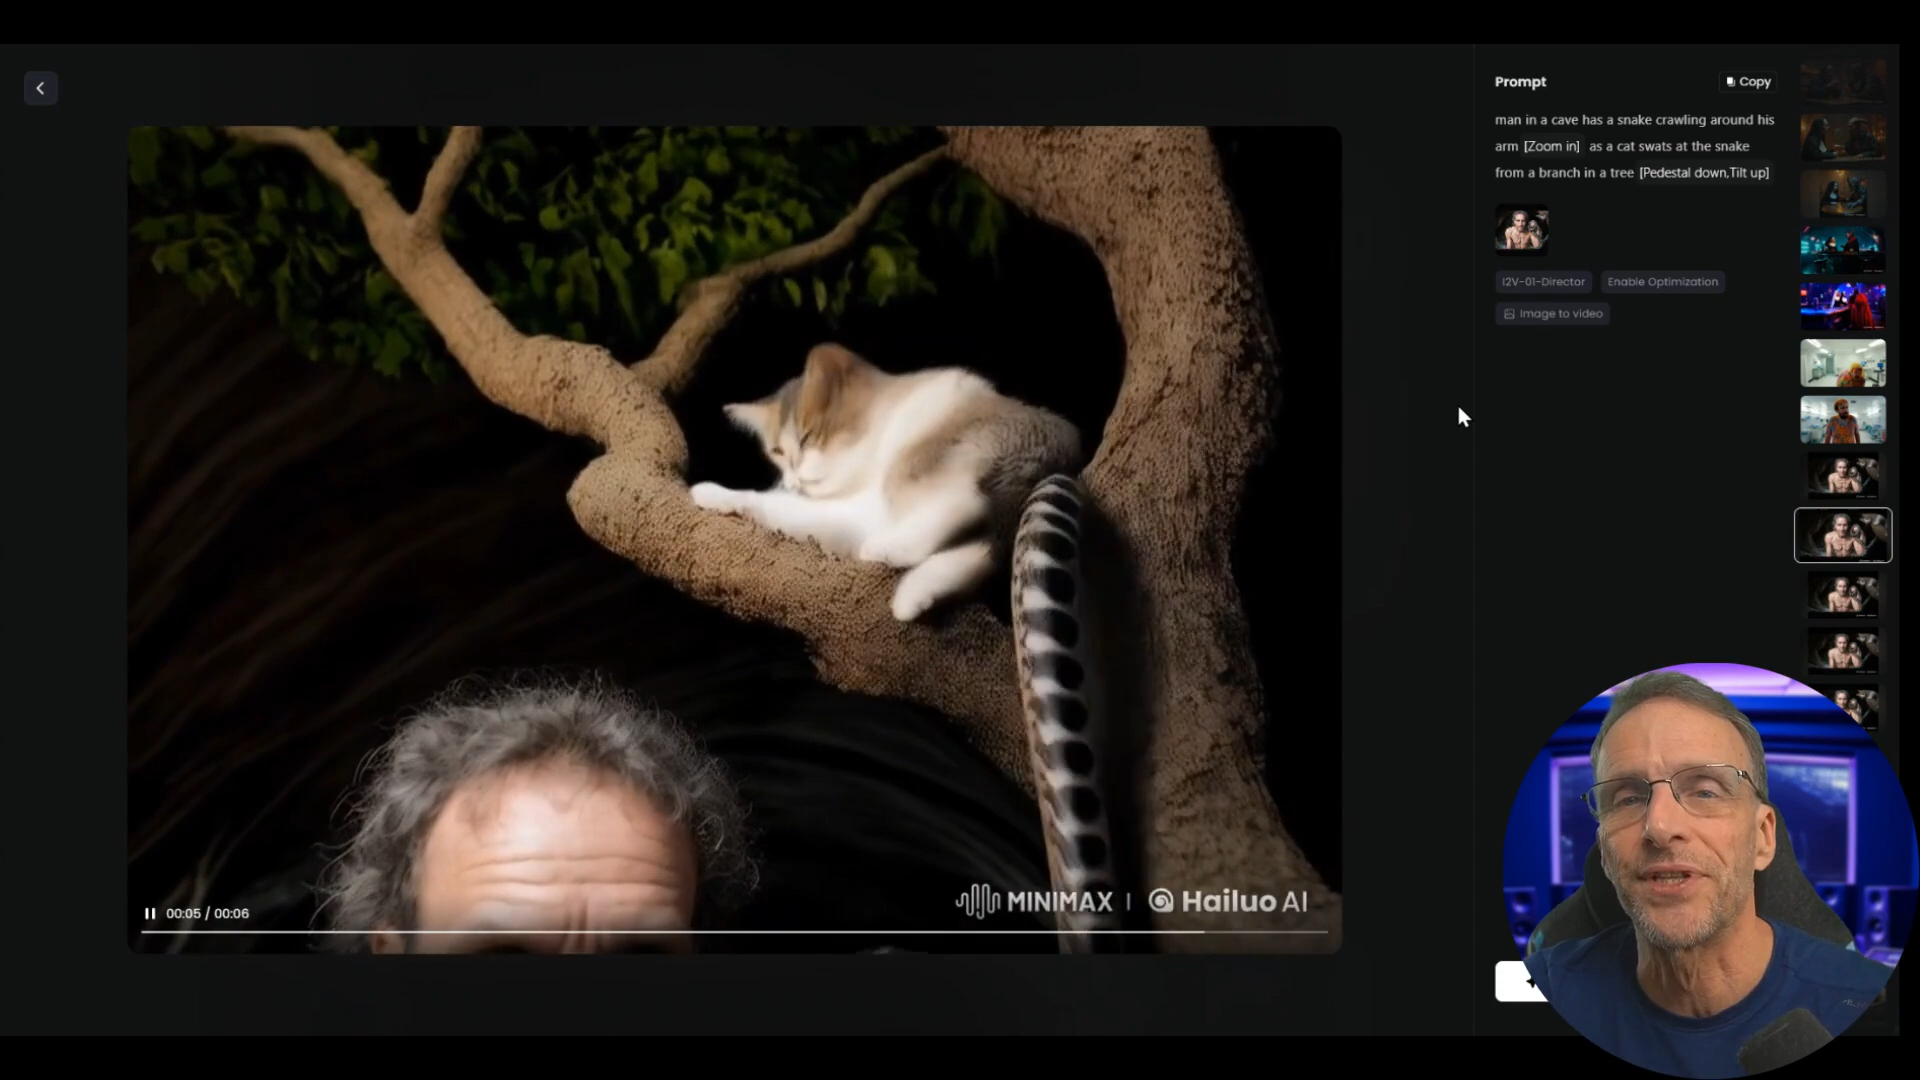 Prompt
Copy
man in a cave has a snake crawling around his
arm [Zoom in] as a cat swats at the snake
from a branch in a tree [Pedestal down,Tilt up]
I2V-01-Director
Enable Optimization
Image to video
00:05 / 00:06
MINIMAX | Hailuo AI